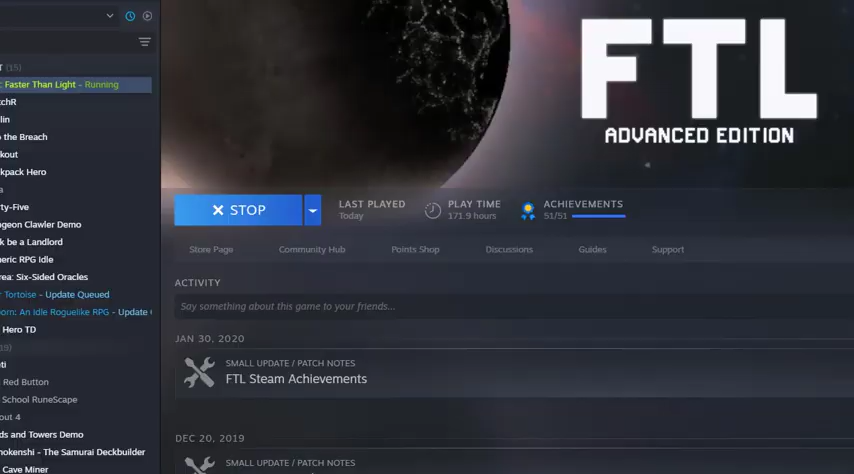 T (15)
: Faster Than Light - Running
tchR
lin
o the Breach
kout
kpack Hero
a
ty-Five
ngeon Clawler Demo
k be a Landlord
neric RPG Idle
rea: Six-Sided Oracles
r Tortoise - Update Queued
orn: An Idle Roguelike RPG - Update
Hero TD
19)
ti
Red Button
School RuneScape
out 4
ds and Towers Demo
hokenshi - The Samurai Deckbuilder
Cave Miner
FTL
ADVANCED EDITION
STOP
LAST PLAYED
Today
PLAY TIME
171.9 hours
ACHIEVEMENTS
51/51
Store Page
Community Hub
Points Shop
Discussions
Guides
Support
ACTIVITY
Say something about this game to your friends...
JAN 30, 2020
SMALL UPDATE / PATCH NOTES
FTL Steam Achievements
DEC 20, 2019
SMALL UPDATE / PATCH NOTES